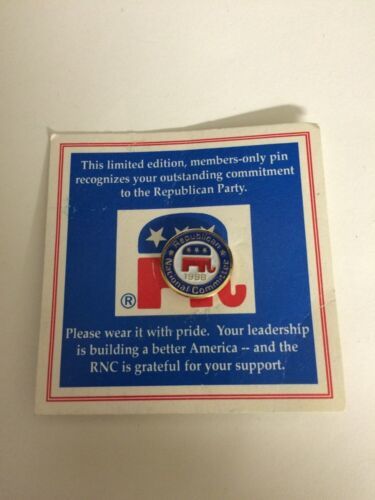 This limited edition, members-only pin
recognizes your outstanding commitment
to the Republican Party.
Republican
1998
National Committee
®
Please wear it with pride. Your leadership
is building a better America -- and the
RNC is grateful for your support.